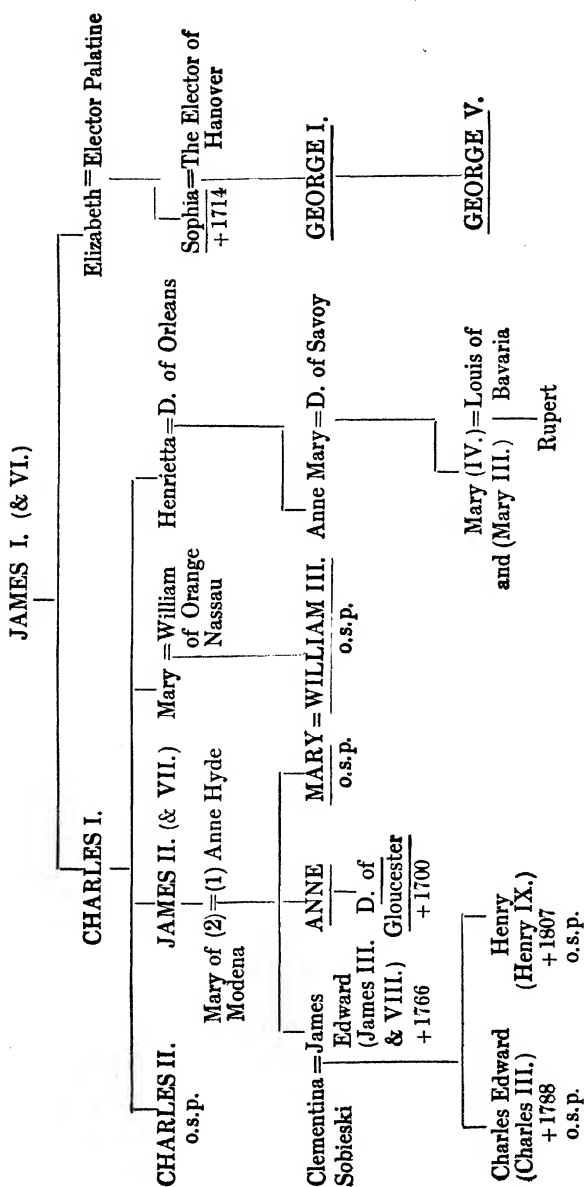 JAMES I. (& VI.)
CHARLES I.
Elizabeth = Elector Palatine
CHARLES II.
o.s.p.
JAMES II. (& VII.)
Mary = William
of Orange
Nassau
Henrietta = D. of Orleans
Sophia = The Elector of
+1714 Hanover
Mary of (2) = (1) Anne Hyde
Modena
Clementina = James
Sobieski Edward
(James III.
& VIII.)
+1766
ANNE
D. of
Gloucester
+1700
MARY = WILLIAM III.
o.s.p. o.s.p.
Anne Mary = D. of Savoy
GEORGE I.
Charles Edward
(Charles III.)
+1788
o.s.p.
Henry
(Henry IX.)
+1807
o.s.p.
Mary (IV.) = Louis of
and (Mary III.) Bavaria
Rupert
GEORGE V.